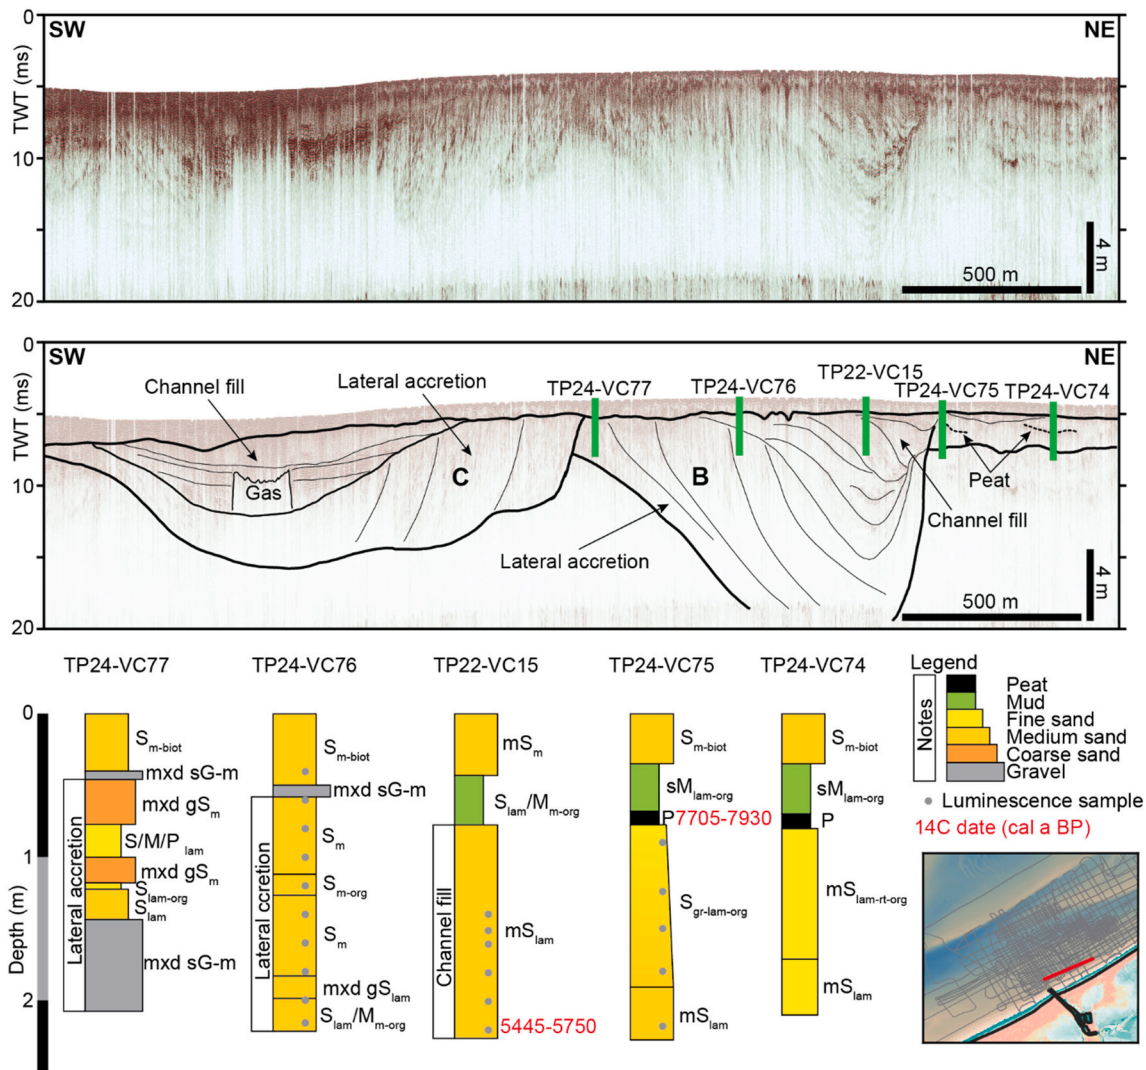 0
SW
NE
TWT (ms)
10
4 m
500 m
20
0
SW
NE
TWT (ms)
Channel fill
Lateral accretion
TP24-VC77
TP24-VC76
TP22-VC15
TP24-VC75
TP24-VC74
10
Gas
C
B
Peat
Channel fill
Lateral accretion
4 m
500 m
20
TP24-VC77
TP24-VC76
TP22-VC15
TP24-VC75
TP24-VC74
Depth (m)
0
1
2
Lateral accretion
Sm-biot
mxd sG-m
mxd gSm
S/M/P lam
mxd gSm
Slam-org
Slam
mxd sG-m
Lateral ccretion
Sm-biot
mxd sG-m
Sm
Sm-org
Sm
mxd gSlam
Slam/Mm-org
Channel fill
mSm
Slam/Mm-org
mSlam
5445-5750
Sm-biot
sMlam-org
P7705-7930
Sgr-lam-org
mSlam
Sm-biot
sMlam-org
P
mSlam-rt-org
mSlam
Legend
Notes
Peat
Mud
Fine sand
Medium sand
Coarse sand
Gravel
Luminescence sample
14C date (cal a BP)